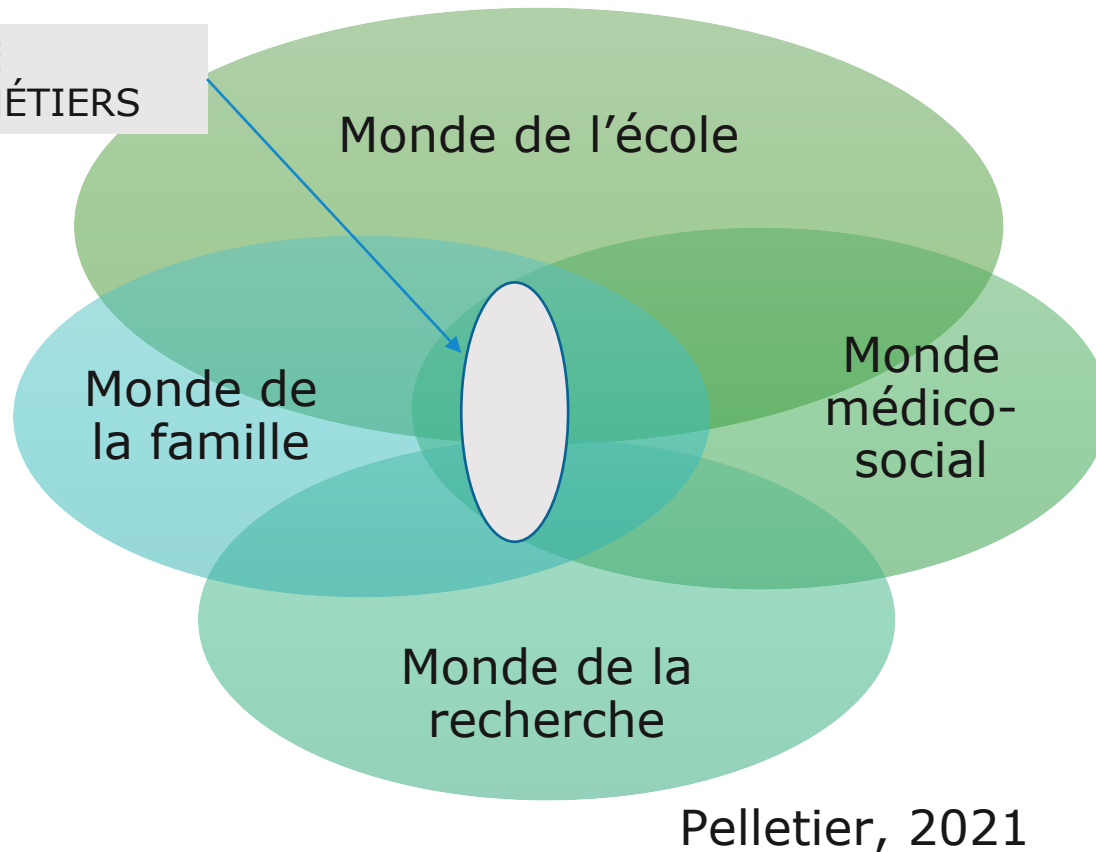 ÉTIERS
Monde de l’école
Monde de
la famille
Monde
médico-
social
Monde de la
recherche
Pelletier, 2021